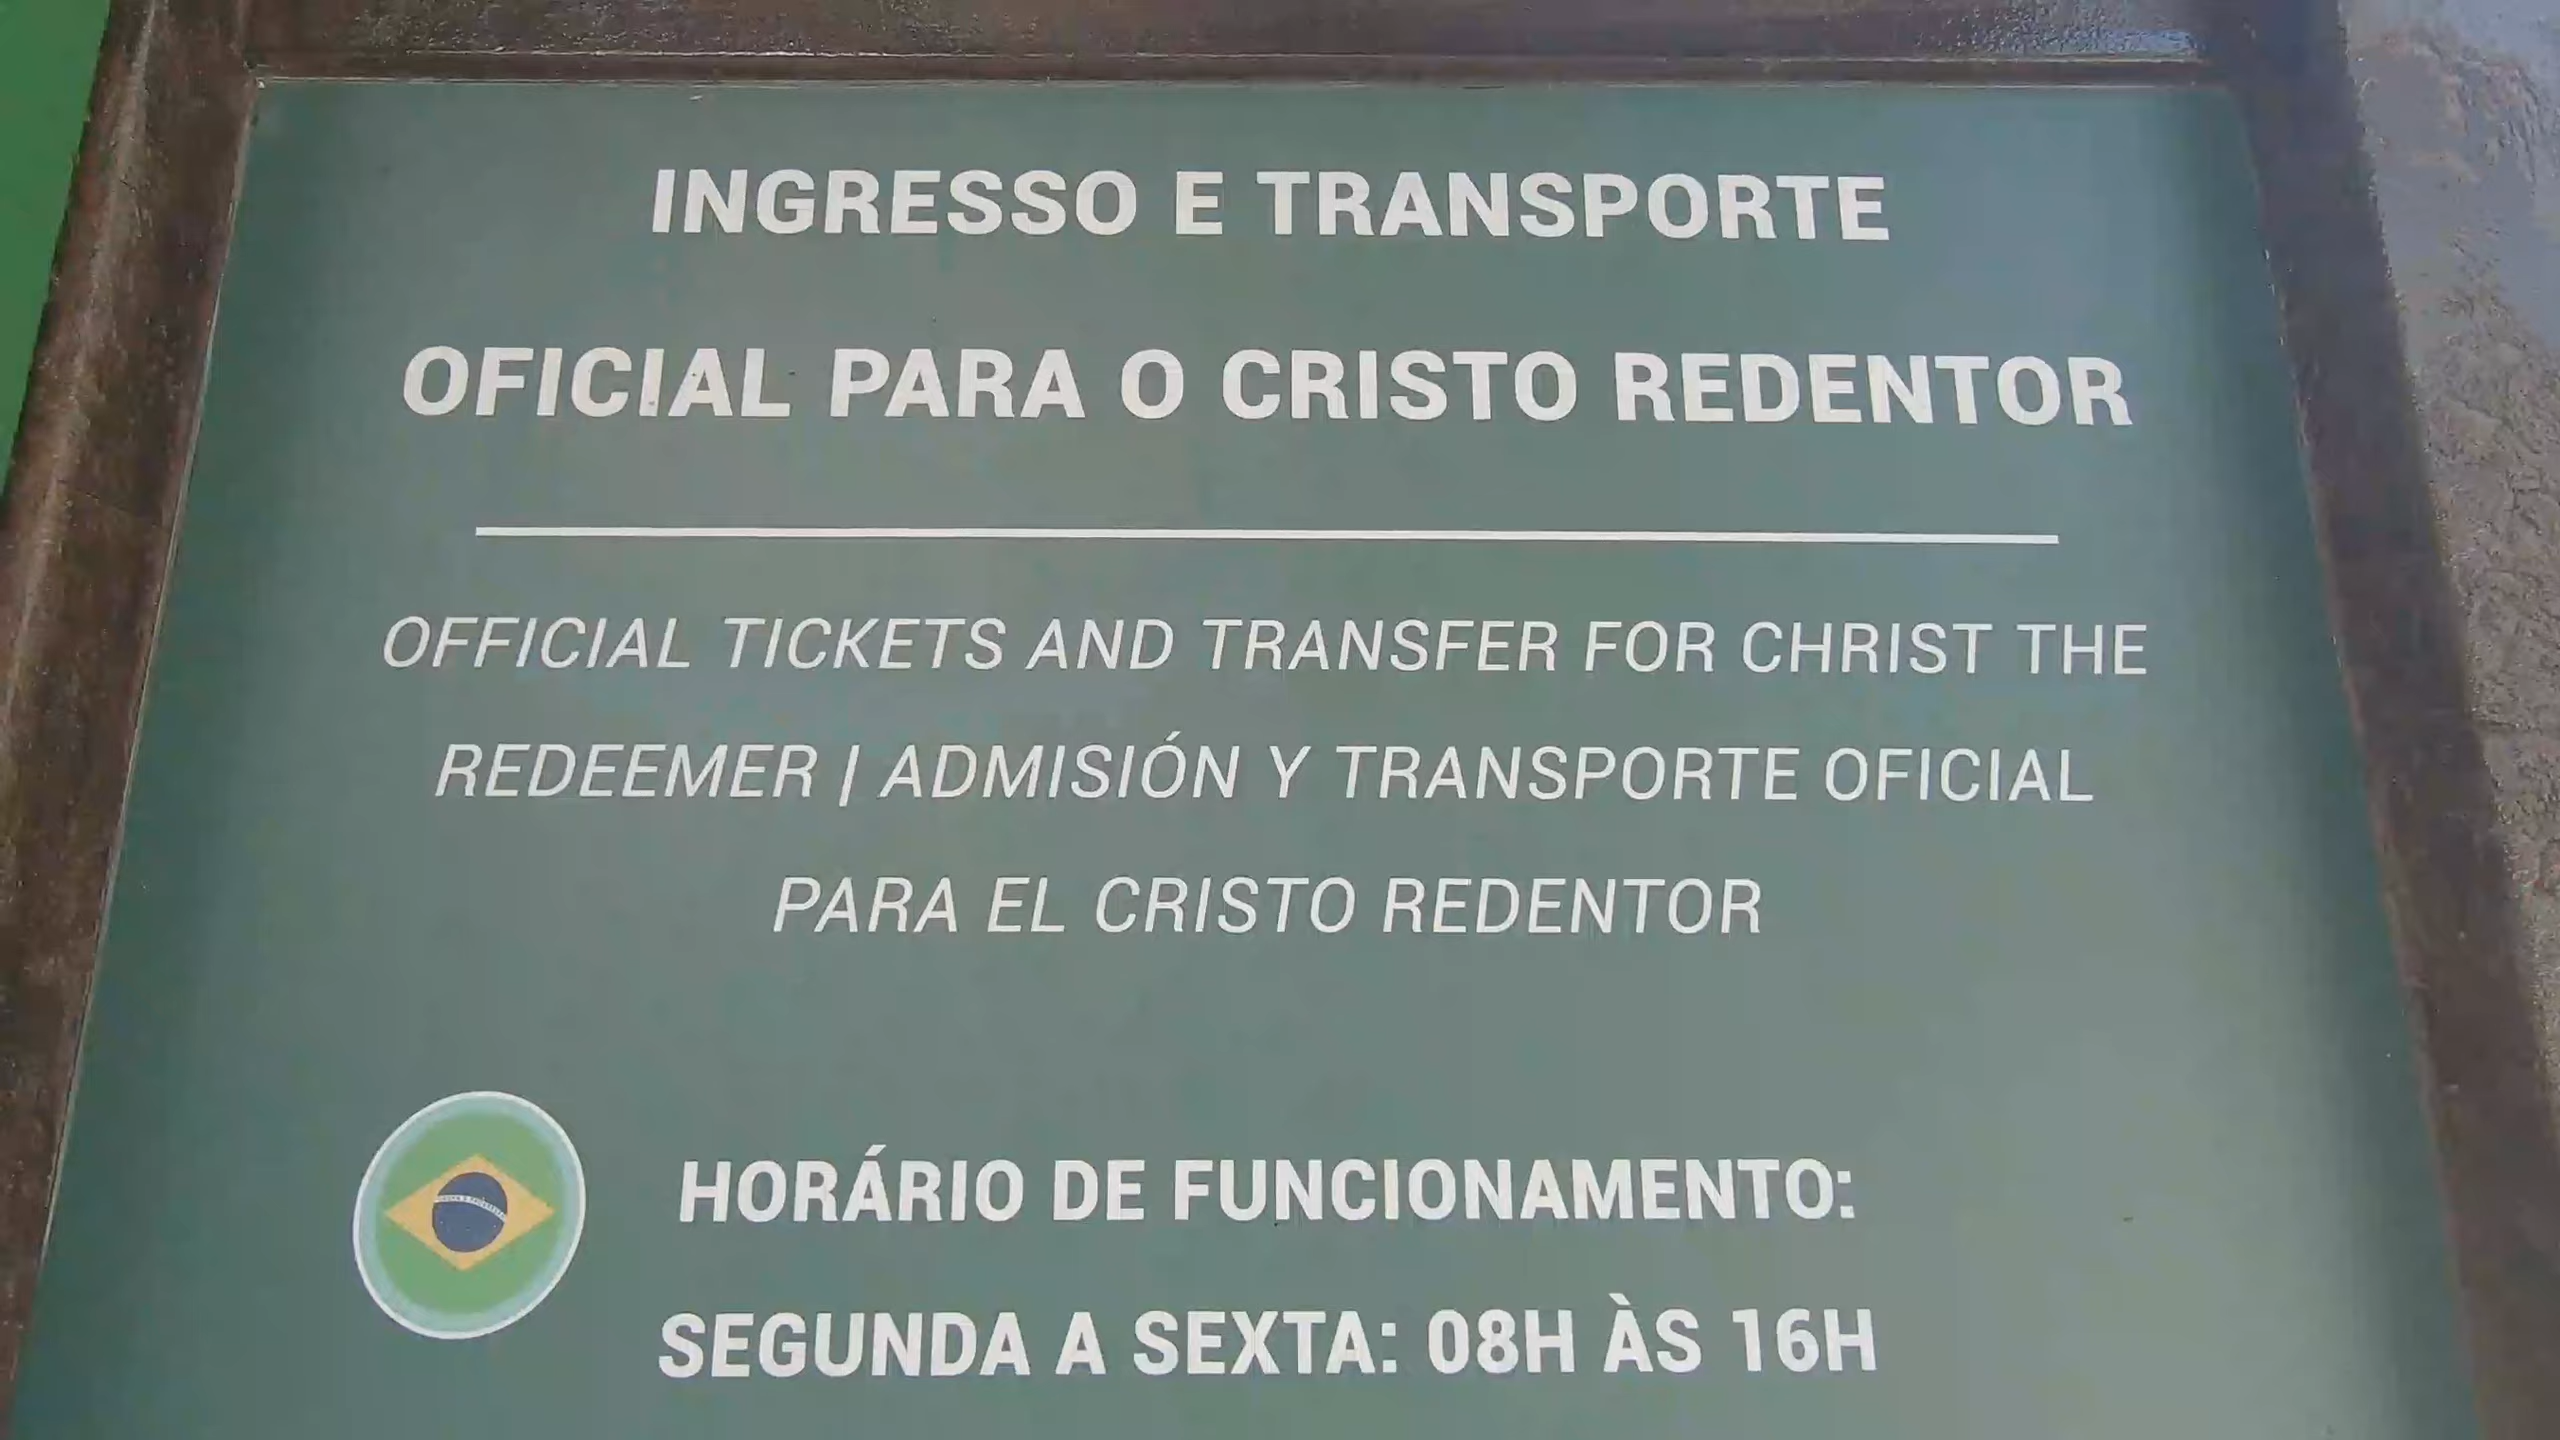 INGRESSO E TRANSPORTE
OFICIAL PARA O CRISTO REDENTOR
OFFICIAL TICKETS AND TRANSFER FOR CHRIST THE
REDEEMER | ADMISIÓN Y TRANSPORTE OFICIAL
PARA EL CRISTO REDENTOR
HORÁRIO DE FUNCIONAMENTO:
SEGUNDA A SEXTA: 08H ÀS 16H